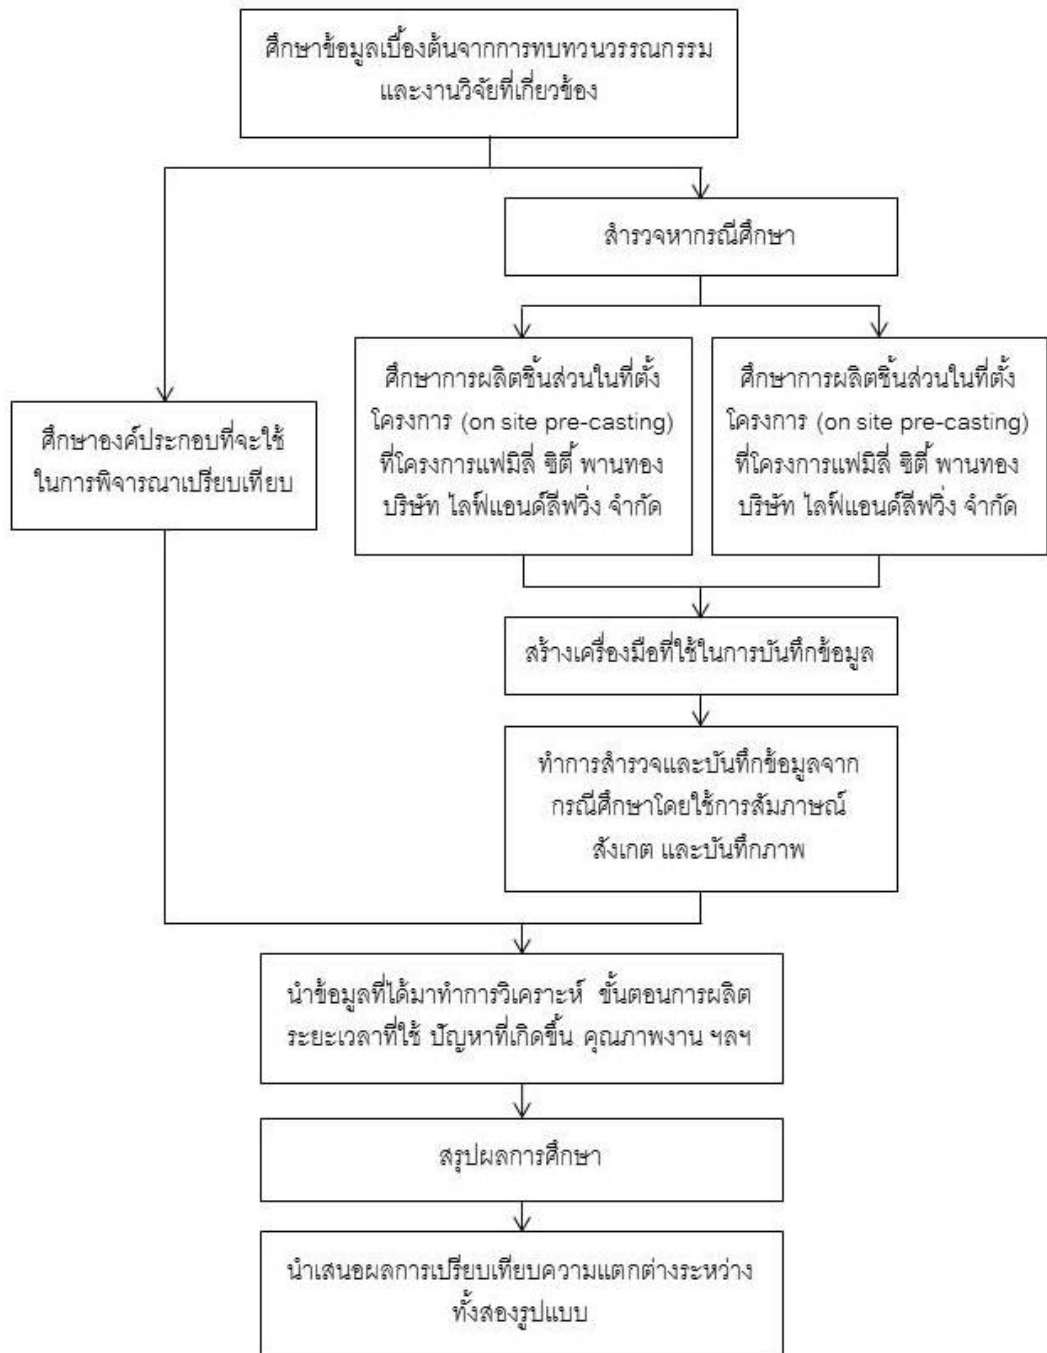 ศึกษาข้อมูลเบื้องต้นจากการทบทวนวรรณกรรม
และงานวิจัยที่เกี่ยวข้อง
สำรวจหากรณีศึกษา
ศึกษาองค์ประกอบที่จะใช้
ในการพิจารณาเปรียบเทียบ
ศึกษาการผลิตชิ้นส่วนในที่ตั้ง
โครงการ (on site pre-casting)
ที่โครงการแฟมิลี่ ซิตี้ พานทอง
บริษัท ไลฟ์แอนด์ลีฟวิ่ง จำกัด
ศึกษาการผลิตชิ้นส่วนในที่ตั้ง
โครงการ (on site pre-casting)
ที่โครงการแฟมิลี่ ซิตี้ พานทอง
บริษัท ไลฟ์แอนด์ลีฟวิ่ง จำกัด
สร้างเครื่องมือที่ใช้ในการบันทึกข้อมูล
ทำการสำรวจและบันทึกข้อมูลจาก
กรณีศึกษาโดยใช้การสัมภาษณ์
สังเกต และบันทึกภาพ
นำข้อมูลที่ได้มาทำการวิเคราะห์ ขั้นตอนการผลิต
ระยะเวลาที่ใช้ ปัญหาที่เกิดขึ้น คุณภาพงาน ฯลฯ
สรุปผลการศึกษา
นำเสนอผลการเปรียบเทียบความแตกต่างระหว่าง
ทั้งสองรูปแบบ